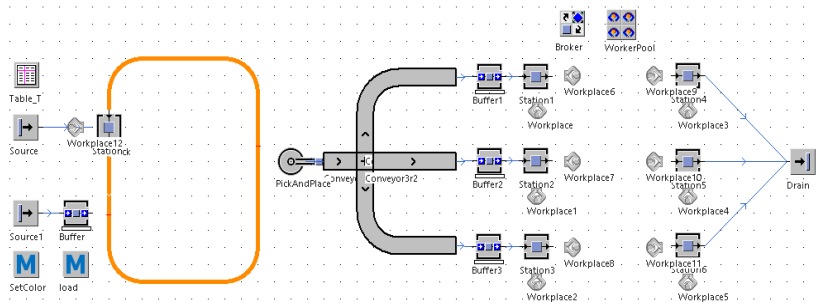 Broker
WorkerPool
Table_T
Buffer1
Station1
Workplace6
Workplace9
Station4
Workplace
Workplace3
Source
Workplace12
PickAndPlace
Conveyor3r2
Buffer2
Station2
Workplace7
Workplace10
Station5
Drain
Workplace1
Workplace4
Source1
Buffer
M
M
SetColor
load
Buffer3
Station3
Workplace8
Workplace11
Station6
Workplace2
Workplace5